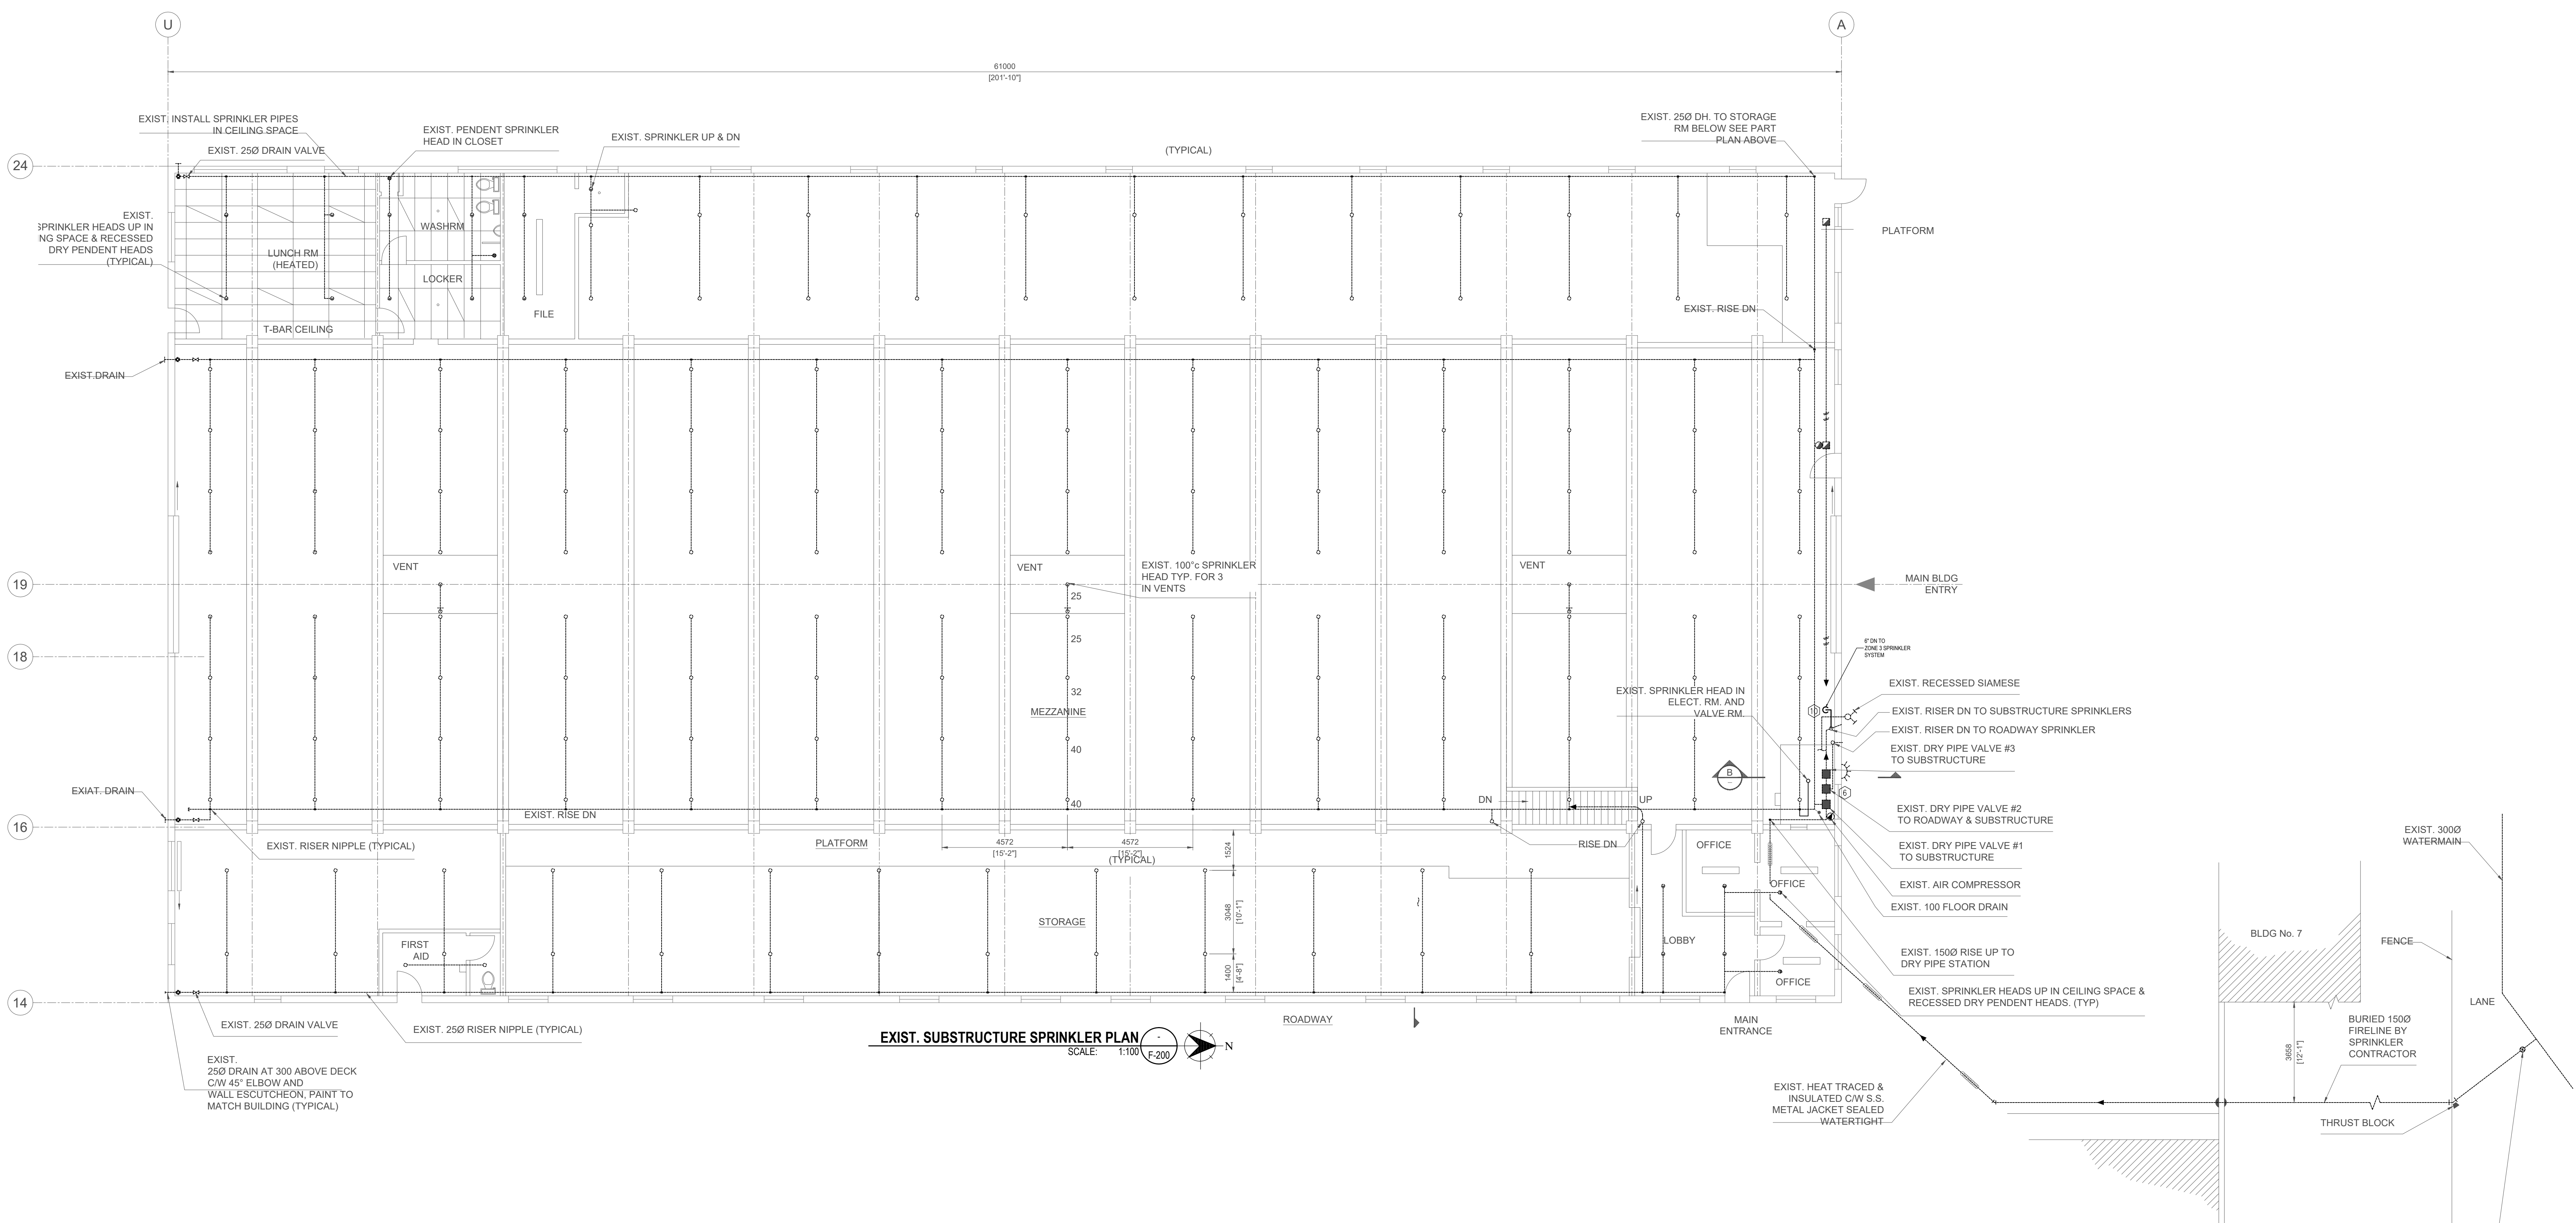 U
A
61000
[201'-10"]
EXIST. INSTALL SPRINKLER PIPES
IN CEILING SPACE
EXIST. 25Ø DRAIN VALVE
EXIST. PENDENT SPRINKLER
HEAD IN CLOSET
EXIST. SPRINKLER UP & DN
(TYPICAL)
EXIST. 25Ø DH. TO STORAGE
RM BELOW SEE PART
PLAN ABOVE
24
EXIST.
SPRINKLER HEADS UP IN
NG SPACE & RECESSED
DRY PENDENT HEADS
(TYPICAL)
WASHRM
LUNCH RM
(HEATED)
LOCKER
FILE
T-BAR CEILING
PLATFORM
EXIST. RISE DN
EXIST.DRAIN
VENT
VENT
VENT
EXIST. 100°c SPRINKLER
HEAD TYP. FOR 3
IN VENTS
19
MAIN BLDG
ENTRY
25
25
18
6" DN TO
ZONE 3 SPRINKLER
SYSTEM
32
MEZZANINE
40
40
EXIST. SPRINKLER HEAD IN
ELECT. RM. AND
VALVE RM.
EXIST. RECESSED SIAMESE
10
EXIST. RISER DN TO SUBSTRUCTURE SPRINKLERS
EXIST. RISER DN TO ROADWAY SPRINKLER
EXIST. DRY PIPE VALVE #3
TO SUBSTRUCTURE
B
6
EXIAT. DRAIN
EXIST. RISE DN
DN
UP
EXIST. DRY PIPE VALVE #2
TO ROADWAY & SUBSTRUCTURE
16
EXIST. RISER NIPPLE (TYPICAL)
PLATFORM
4572
[15'-2"]
4572
[15'-2"]
(TYPICAL)
1524
RISE DN
OFFICE
EXIST. DRY PIPE VALVE #1
TO SUBSTRUCTURE
EXIST. 300Ø
WATERMAIN
OFFICE
EXIST. AIR COMPRESSOR
EXIST. 100 FLOOR DRAIN
STORAGE
3048
[10'-1"]
FIRST
AID
LOBBY
BLDG No. 7
FENCE
EXIST. 150Ø RISE UP TO
DRY PIPE STATION
1400
[4'-8"]
OFFICE
EXIST. SPRINKLER HEADS UP IN CEILING SPACE &
RECESSED DRY PENDENT HEADS. (TYP)
14
LANE
EXIST. 25Ø DRAIN VALVE
EXIST. 25Ø RISER NIPPLE (TYPICAL)
ROADWAY
MAIN
ENTRANCE
EXIST. SUBSTRUCTURE SPRINKLER PLAN
SCALE: 1:100
-
F-200
N
BURIED 150Ø
FIRELINE BY
SPRINKLER
CONTRACTOR
3658
[12'-1"]
EXIST.
25Ø DRAIN AT 300 ABOVE DECK
C/W 45° ELBOW AND
WALL ESCUTCHEON, PAINT TO
MATCH BUILDING (TYPICAL)
EXIST. HEAT TRACED &
INSULATED C/W S.S.
METAL JACKET SEALED
WATERTIGHT
THRUST BLOCK